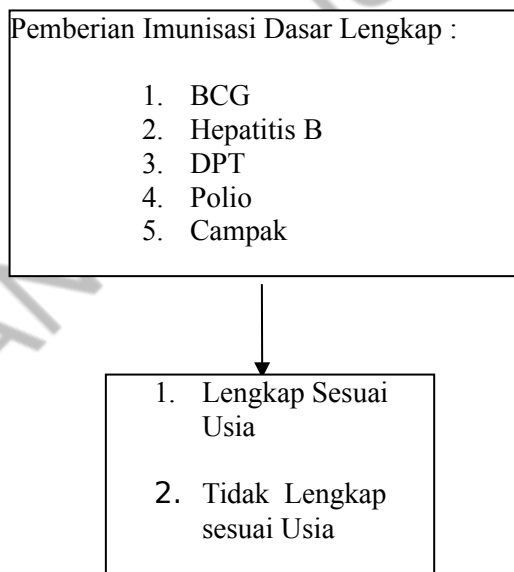 Pemberian Imunisasi Dasar Lengkap :
1. BCG
2. Hepatitis B
3. DPT
4. Polio
5. Campak
1. Lengkap Sesuai
Usia
2. Tidak Lengkap
sesuai Usia